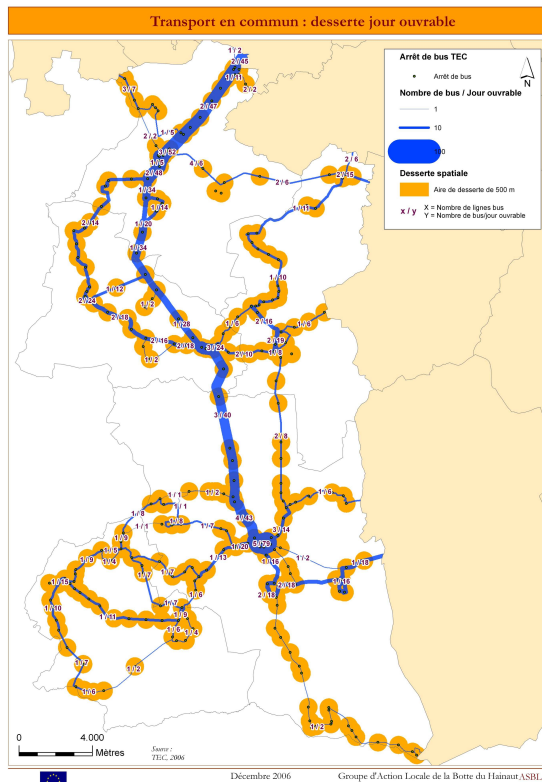 Transport en commun : desserte jour ouvrable
Arrêt de bus TEC
Arrêt de bus
N
Nombre de bus / Jour ouvrable
1
10
Desserte spatiale
Aire de desserte de 500 m
x / y
X = Nombre de lignes bus
Y = Nombre de bus/jour ouvrable
1 / 2
2 / 45
1 / 11
2 / 2
3 / 7
2 / 47
1 / 5
2 / 2
3 / 52
1 / 6
4 / 6
2 / 6
2 / 48
2 / 6
2 / 15
1 / 34
1 / 14
1 / 11
2 / 14
1 / 20
1 / 34
1 / 10
1 / 12
2 / 24
1 / 2
2 / 18
1 / 28
1 / 5
2 / 16
1 / 6
2 / 16
2 / 18
3 / 24
2 / 19
2 / 10
1 / 8
1 / 2
3 / 40
2 / 8
1 / 1
1 / 2
1 / 6
1 / 8
1 / 1
1 / 43
1 / 1
1 / 8
1 / 7
3 / 14
1 / 9
1 / 20
5 / 79
1 / 5
1 / 13
1 / 2
1 / 9
1 / 4
1 / 16
1 / 18
1 / 7
1 / 7
1 / 15
2 / 18
1 / 16
1 / 6
2 / 18
1 / 10
1 / 7
1 / 11
1 / 9
1 / 6
1 / 4
1 / 7
1 / 2
1 / 6
1 / 2
0 4.000
Mètres
Source :
TEC, 2006
Décembre 2006
Groupe d'Action Locale de la Botte du Hainaut ASBL